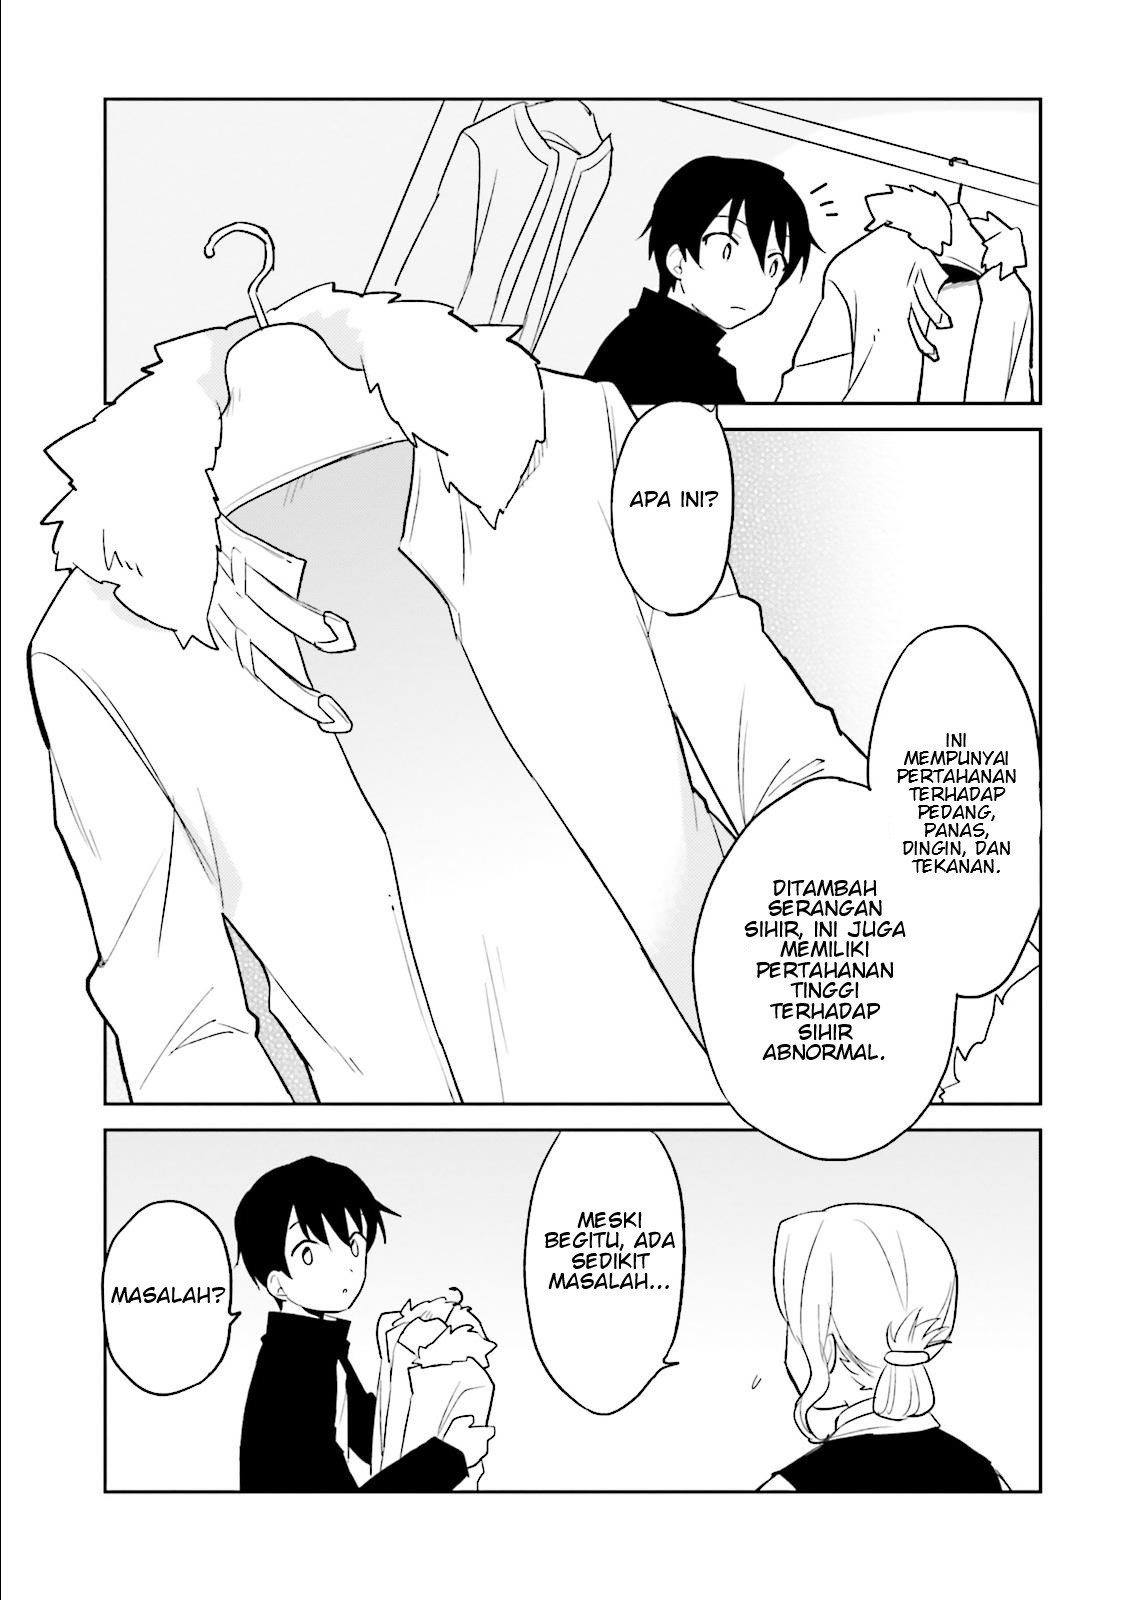 APA INI?
INI
MEMPUNYAI
PERTAHANAN
TERHADAP
PEDANG,
PANAS,
DINGIN, DAN
TEKANAN.
DITAMBAH
SERANGAN
SIHIR, INI JUGA
MEMILIKI
PERTAHANAN
TINGGI
TERHADAP
SIHIR
ABNORMAL.
MESKI
BEGITU, ADA
SEDIKIT
MASALAH...
MASALAH?